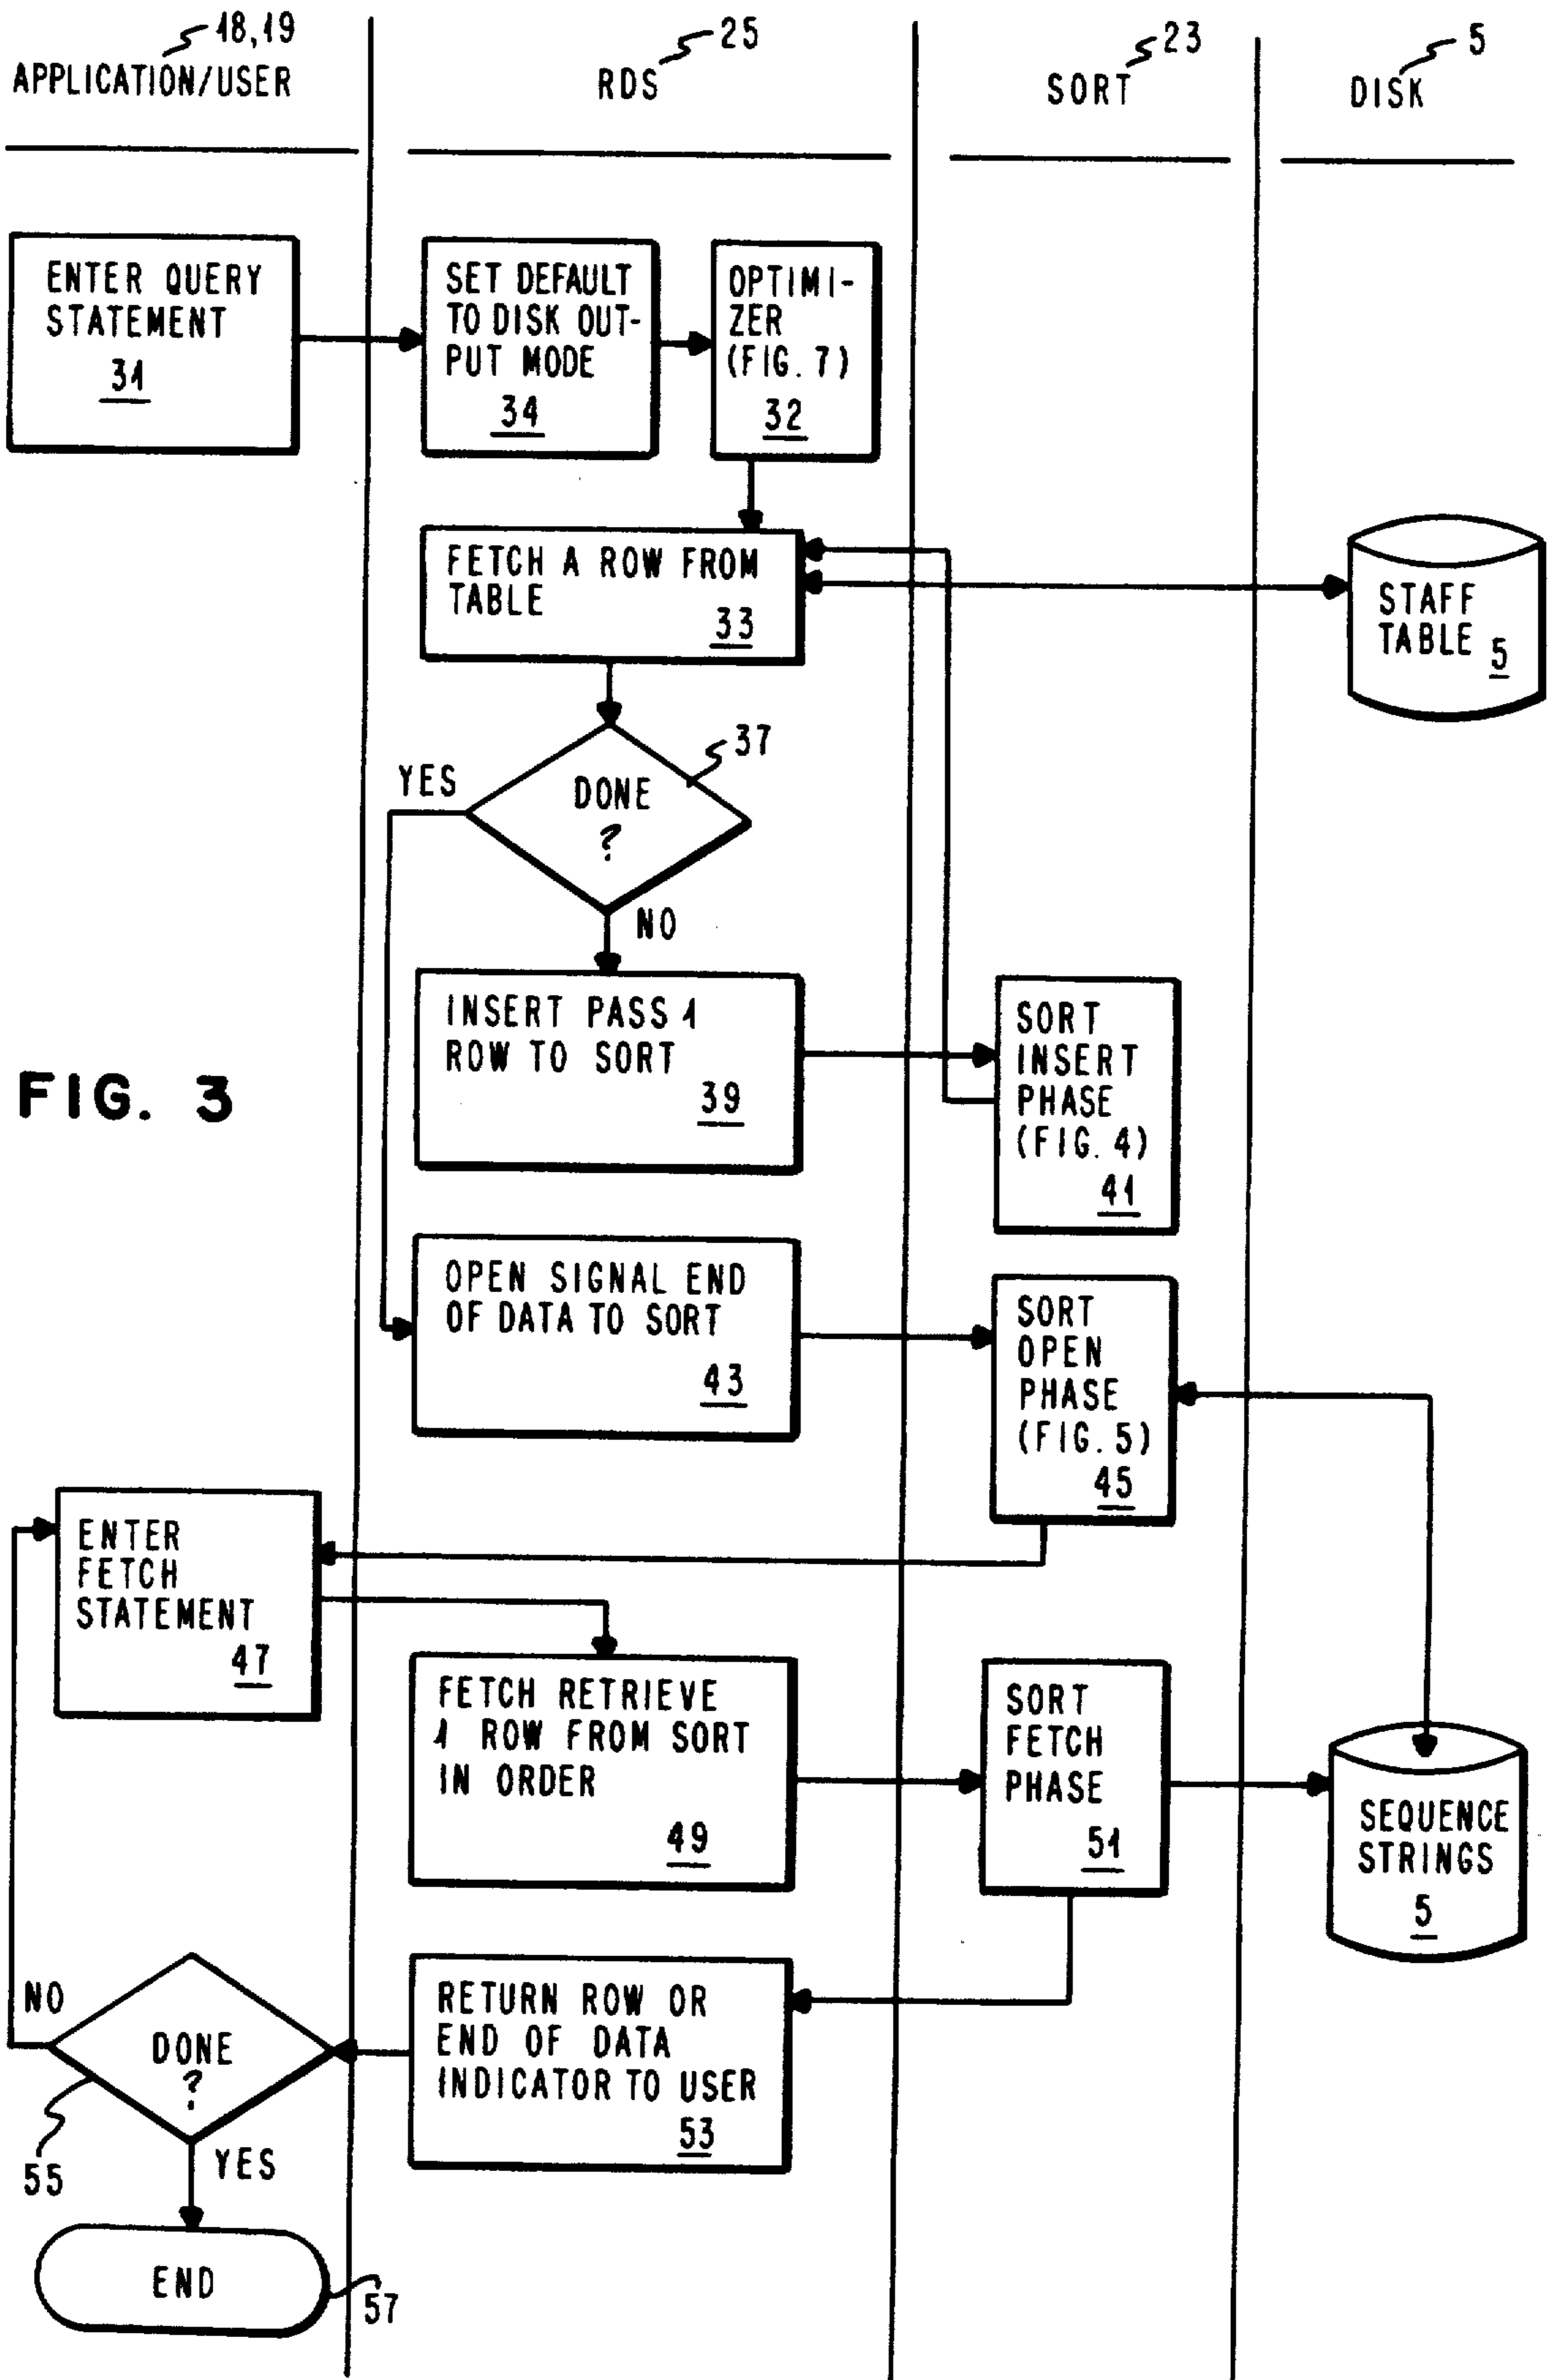 18,19
25
23
5
APPLICATION/USER
RDS
SORT
DISK
ENTER QUERY
STATEMENT
31
SET DEFAULT
TO DISK OUT-
PUT MODE
34
OPTIMI-
ZER
(FIG. 7)
32
FETCH A ROW FROM
TABLE
33
STAFF
TABLE
5
37
YES
DONE
?
NO
INSERT PASS 1
ROW TO SORT
39
SORT
INSERT
PHASE
(FIG. 4)
41
FIG. 3
OPEN SIGNAL END
OF DATA TO SORT
43
SORT
OPEN
PHASE
(FIG. 5)
45
ENTER
FETCH
STATEMENT
47
FETCH RETRIEVE
1 ROW FROM SORT
IN ORDER
49
SORT
FETCH
PHASE
51
SEQUENCE
STRINGS
5
NO
DONE
?
55
YES
RETURN ROW OR
END OF DATA
INDICATOR TO USER
53
END
57